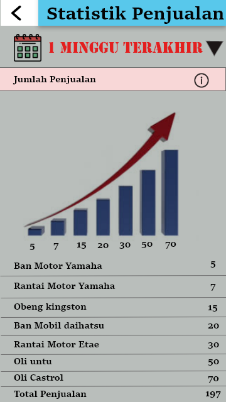 Statistik Penjualan
1 MINGGU TERAKHIR
Jumlah Penjualan
5 7 15 20 30 50 70
Ban Motor Yamaha 5
Rantai Motor Yamaha 7
Obeng kingston 15
Ban Mobil daihatsu 20
Rantai Motor Etae 30
Oli untu 50
Oli Castrol 70
Total Penjualan 197